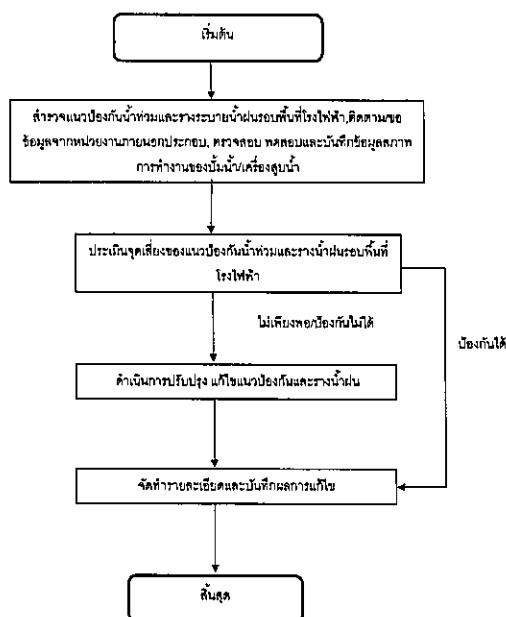 เริ่มต้น
สำรวจแนวป้องกันน้ำท่วมและรางระบายน้ำฝนรอบพื้นที่โรงไฟฟ้า,ติดตาม/ขอ
ข้อมูลจากหน่วยงานภายนอกประกอบ, ตรวจสอบ ทดสอบและบันทึกข้อมูลสภาพ
การทำงานของปั๊มน้ำ/เครื่องสูบน้ำ
ประเมินจุดเสี่ยงของแนวป้องกันน้ำท่วมและรางน้ำฝนรอบพื้นที่
โรงไฟฟ้า
ไม่เพียงพอ/ป้องกันไม่ได้
ป้องกันได้
ดำเนินการปรับปรุง แก้ไขแนวป้องกันและรางน้ำฝน
จัดทำรายละเอียดและบันทึกผลการแก้ไข
สิ้นสุด